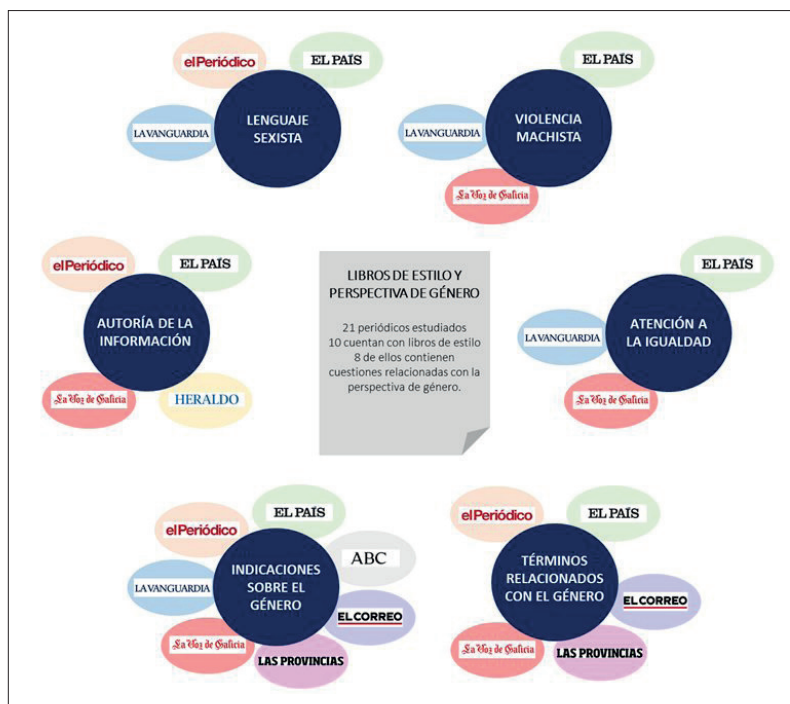 elPeriódico
EL PAÍS
LA VANGUARDIA
LENGUAJE
SEXISTA
EL PAÍS
LA VANGUARDIA
VIOLENCIA
MACHISTA
La Voz de Galicia
elPeriódico
EL PAÍS
AUTORÍA DE LA
INFORMACIÓN
La Voz de Galicia
HERALDO
LIBROS DE ESTILO Y
PERSPECTIVA DE GÉNERO
21 periódicos estudiados
10 cuentan con libros de estilo
8 de ellos contienen
cuestiones relacionadas con la
perspectiva de género.
EL PAÍS
LA VANGUARDIA
ATENCIÓN A
LA IGUALDAD
La Voz de Galicia
EL PAÍS
elPeriódico
ABC
LA VANGUARDIA
INDICACIONES
SOBRE EL
GÉNERO
EL CORREO
La Voz de Galicia
LAS PROVINCIAS
elPeriódico
EL PAÍS
TÉRMINOS
RELACIONADOS
CON EL GÉNERO
EL CORREO
La Voz de Galicia
LAS PROVINCIAS